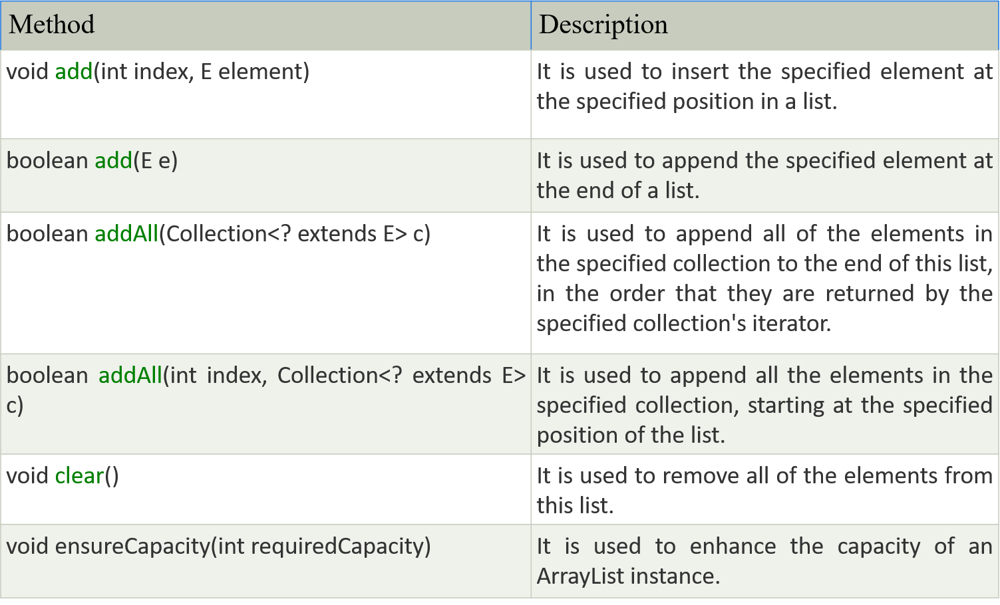 Method
Description
void add(int index, E element)
It is used to insert the specified element at
the specified position in a list.
boolean add(E e)
It is used to append the specified element at
the end of a list.
boolean addAll(Collection<? extends E> c)
It is used to append all of the elements in
the specified collection to the end of this list,
in the order that they are returned by the
specified collection's iterator.
boolean addAll(int index, Collection<? extends E>
c)
It is used to append all the elements in the
specified collection, starting at the specified
position of the list.
void clear()
It is used to remove all of the elements from
this list.
void ensureCapacity(int requiredCapacity)
It is used to enhance the capacity of an
ArrayList instance.